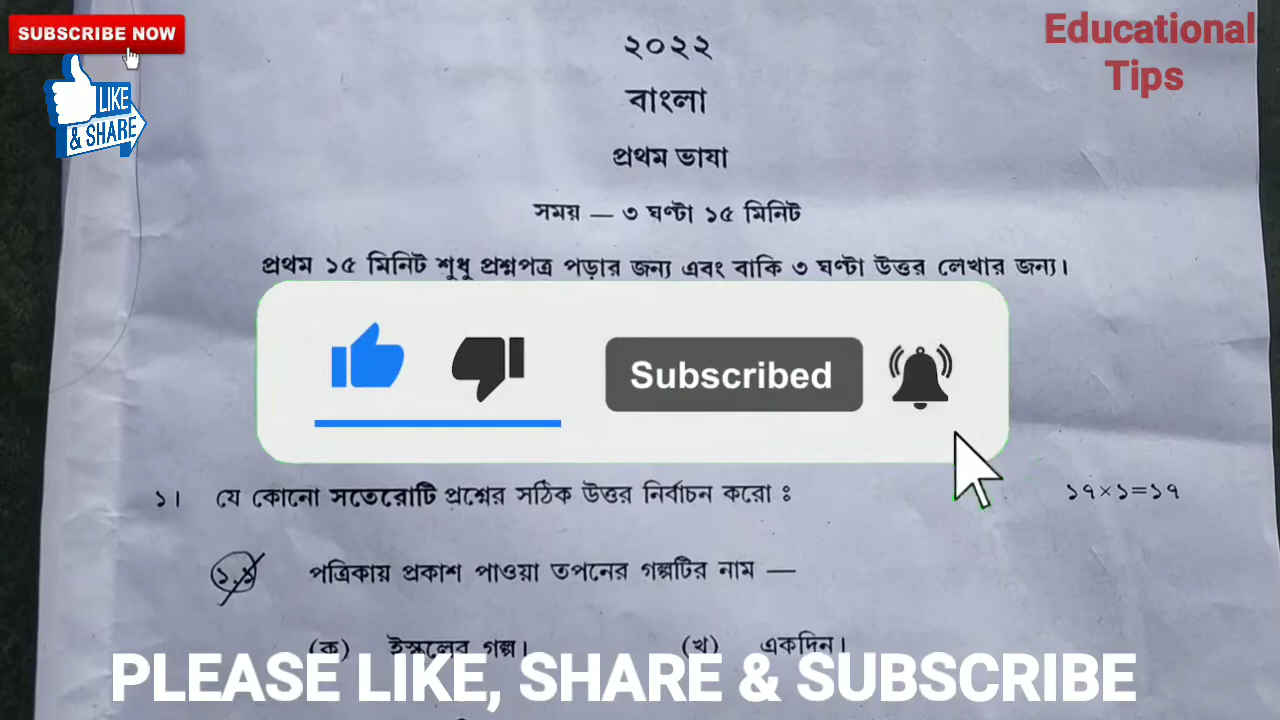 SUBSCRIBE NOW
LIKE
& SHARE
Educational
Tips
২০২২
বাংলা
প্রথম ভাষা
সময় — ৩ ঘণ্টা ১৫ মিনিট
প্রথম ১৫ মিনিট শুধু প্রশ্নপত্র পড়ার জন্য এবং বাকি ৩ ঘণ্টা উত্তর লেখার জন্য।
Subscribed
১। যে কোনো সতেরোটি প্রশ্নের সঠিক উত্তর নির্বাচন করো ঃ ১৭×১=১৭
১.১ পত্রিকায় প্রকাশ পাওয়া তপনের গল্পটির নাম —
(ক) ইস্কুলের গল্প। (খ) একদিন।
PLEASE LIKE, SHARE & SUBSCRIBE